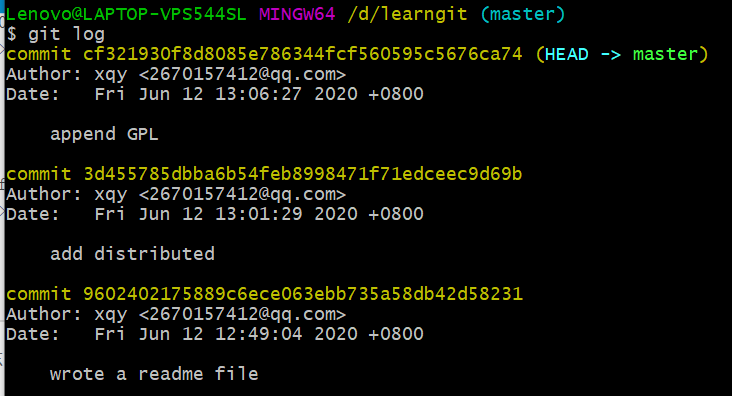 Lenovo@LAPTOP-VPS544SL MINGW64 /d/learngit (master)
$ git log
commit cf321930f8d8085e786344fcf560595c5676ca74 (HEAD -> master)
Author: xqy <2670157412@qq.com>
Date:   Fri Jun 12 13:06:27 2020 +0800
    append GPL
commit 3d455785dbba6b54feb8998471f71edceec9d69b
Author: xqy <2670157412@qq.com>
Date:   Fri Jun 12 13:01:29 2020 +0800
    add distributed
commit 9602402175889c6ece063ebb735a58db42d58231
Author: xqy <2670157412@qq.com>
Date:   Fri Jun 12 12:49:04 2020 +0800
    wrote a readme file